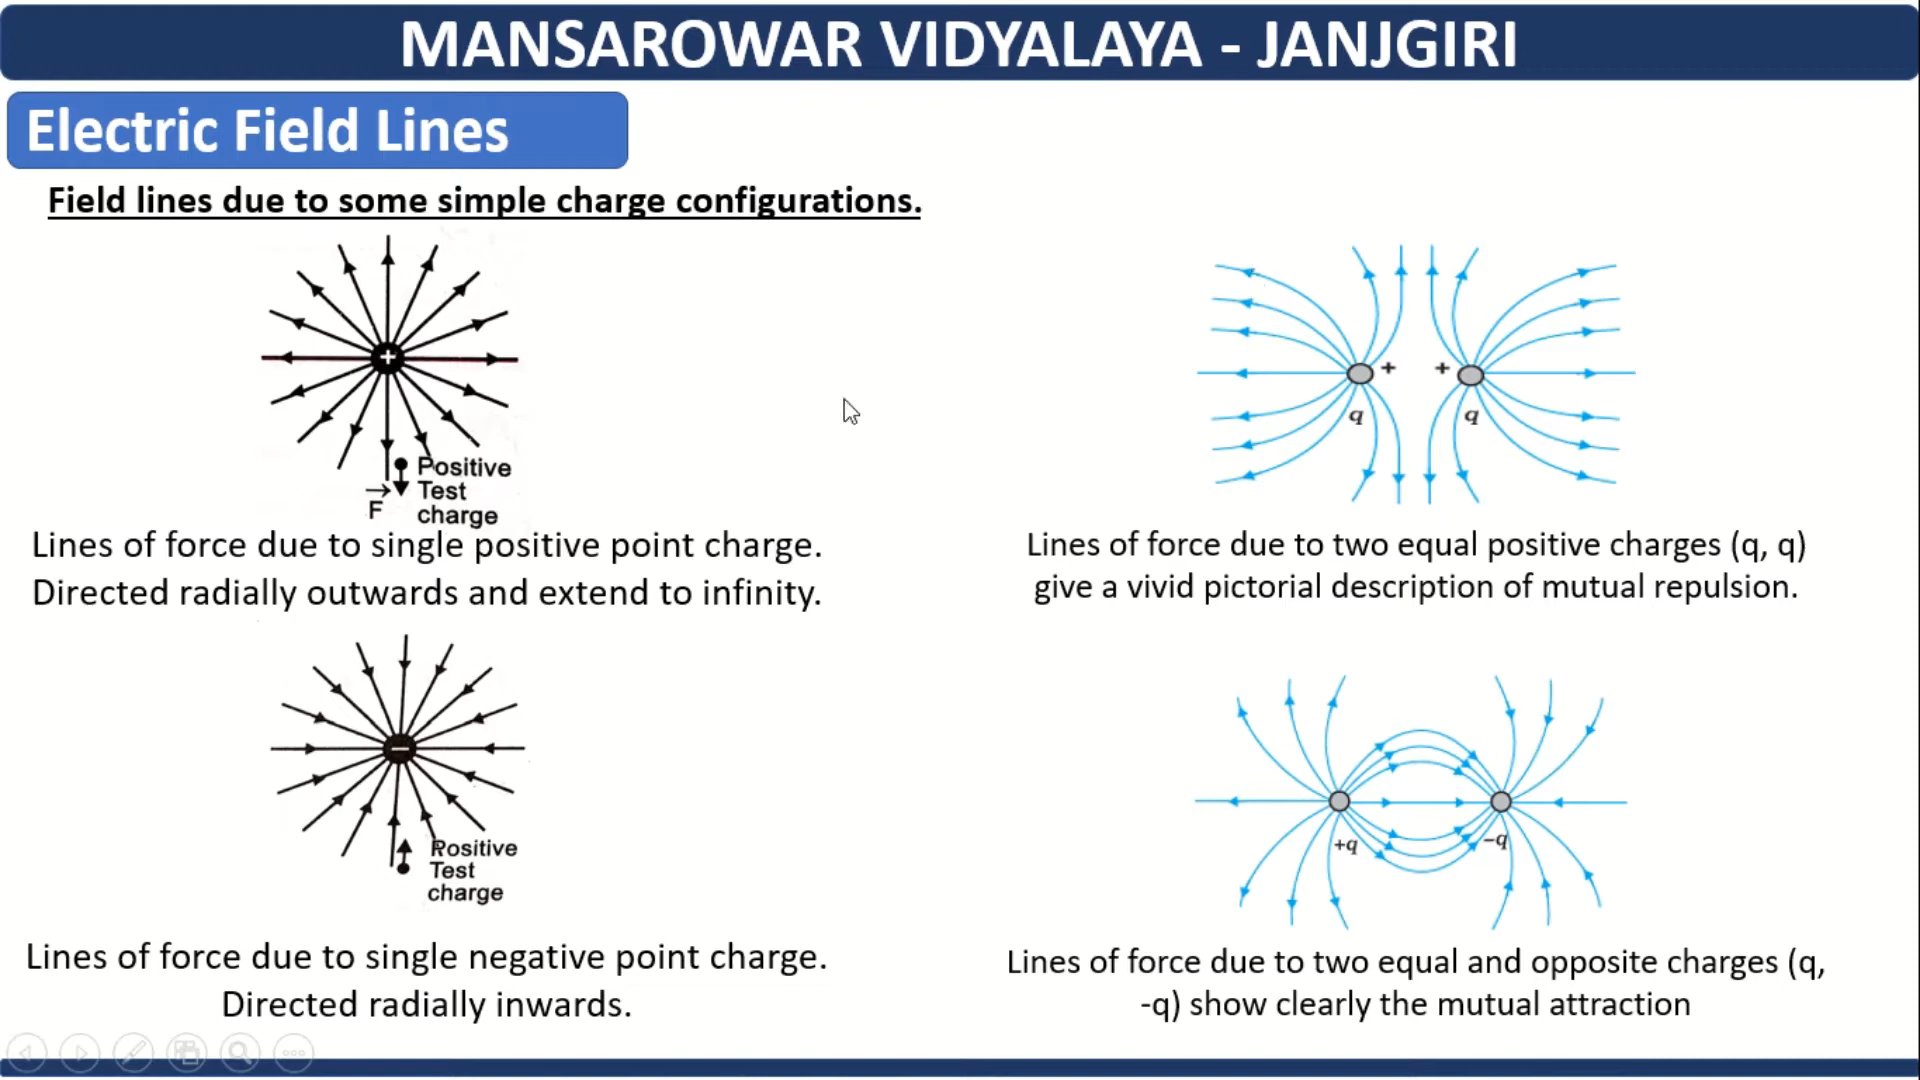 MANSAROWAR VIDYALAYA - JANJGIRI
Electric Field Lines
Field lines due to some simple charge configurations.
+
Positive
Test
charge
F
Lines of force due to single positive point charge.
Directed radially outwards and extend to infinity.
+ +
q q
Lines of force due to two equal positive charges (q, q)
give a vivid pictorial description of mutual repulsion.
−
Positive
Test
charge
Lines of force due to single negative point charge.
Directed radially inwards.
+q −q
Lines of force due to two equal and opposite charges (q,
-q) show clearly the mutual attraction